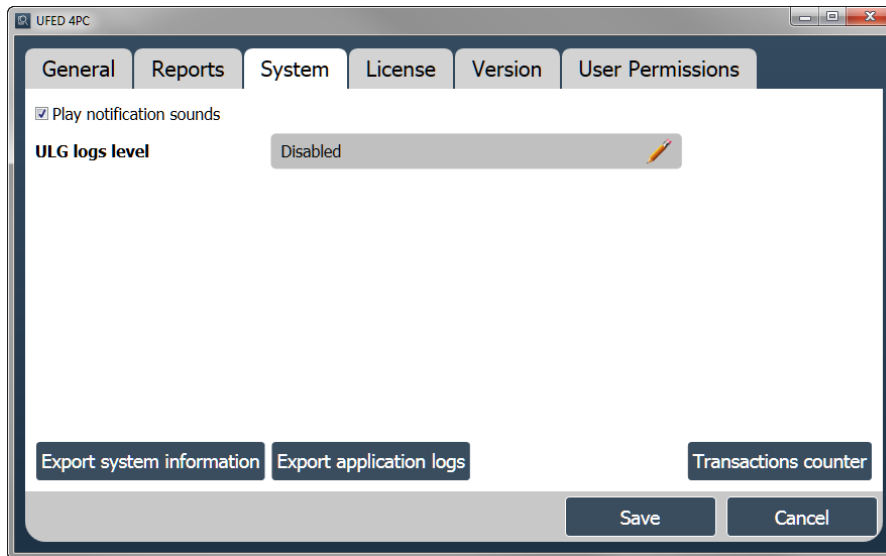 UFED 4PC
General Reports System License Version User Permissions
Play notification sounds
ULG logs level Disabled
Export system information Export application logs Transactions counter
Save Cancel